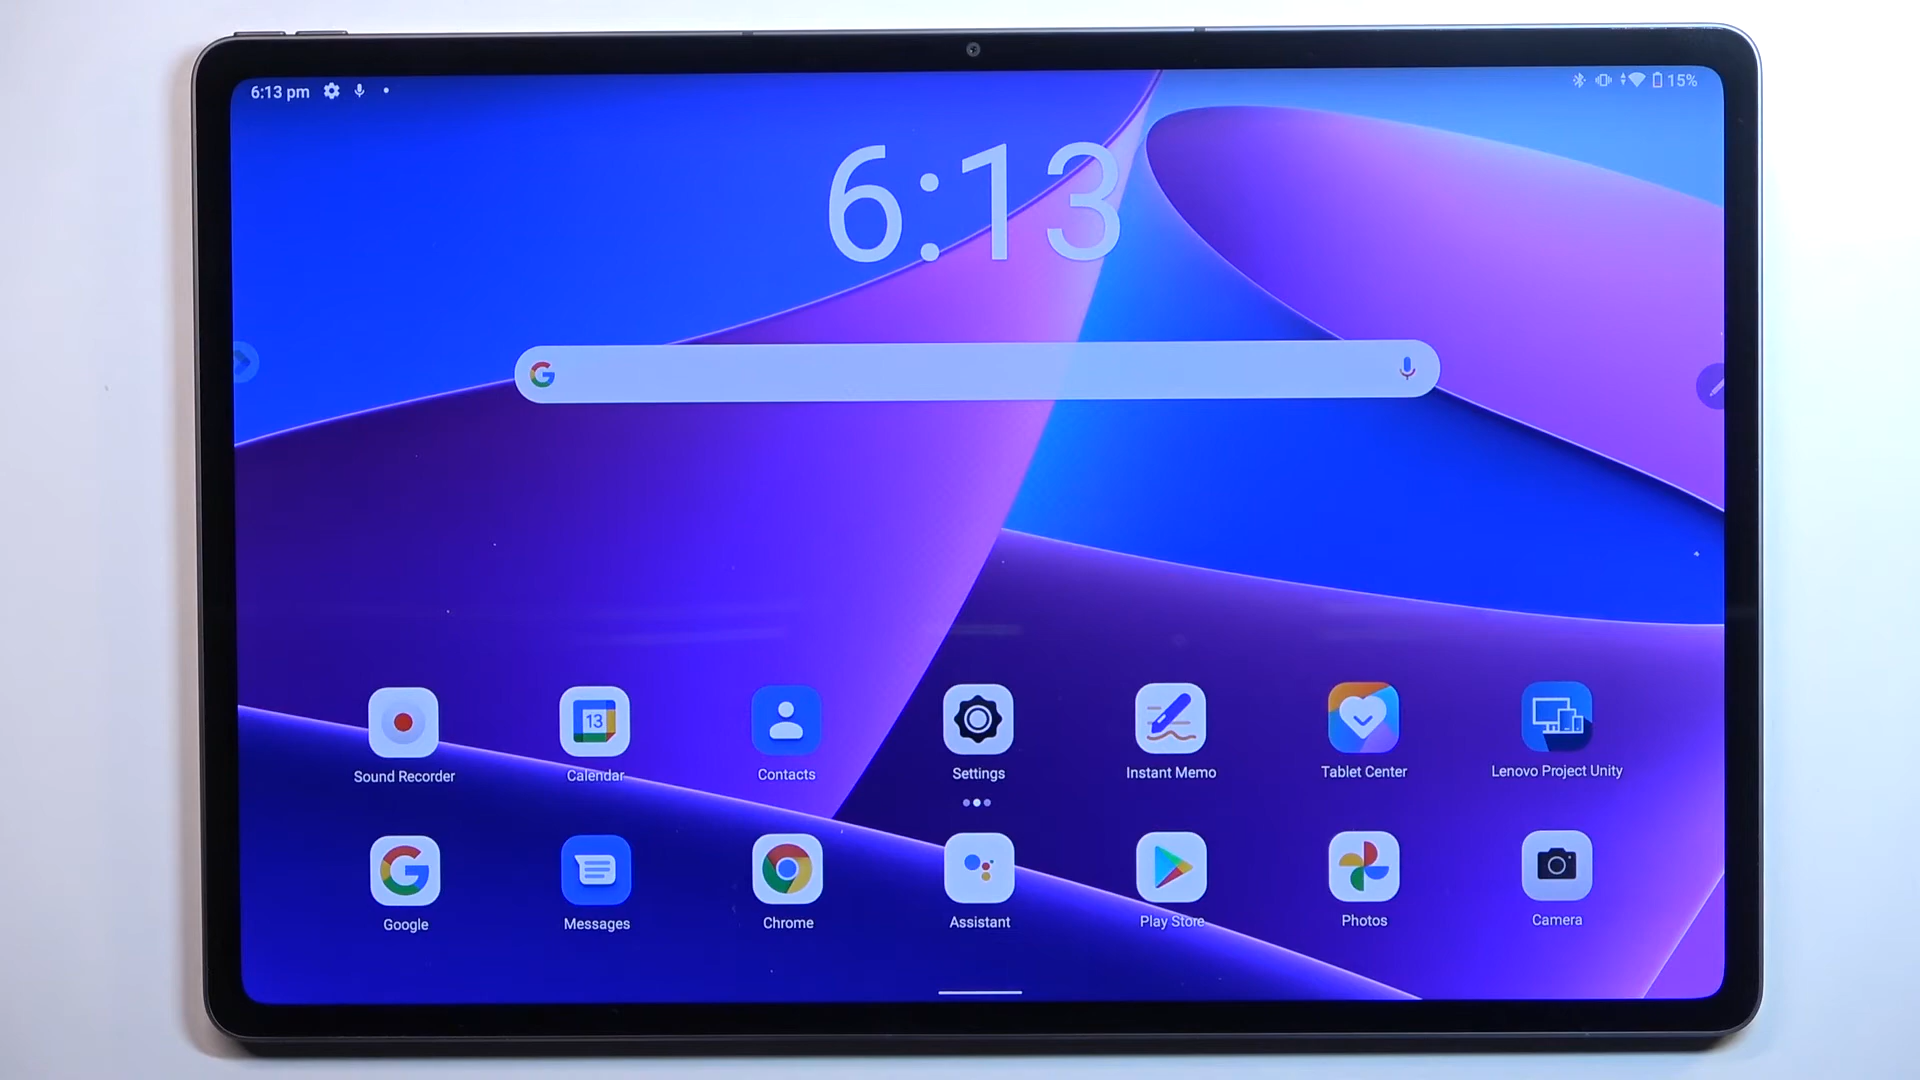 6:13 pm
15%
6:13
13
Sound Recorder
Calendar
Contacts
Settings
Instant Memo
Tablet Center
Lenovo Project Unity
Google
Messages
Chrome
Assistant
Play Store
Photos
Camera